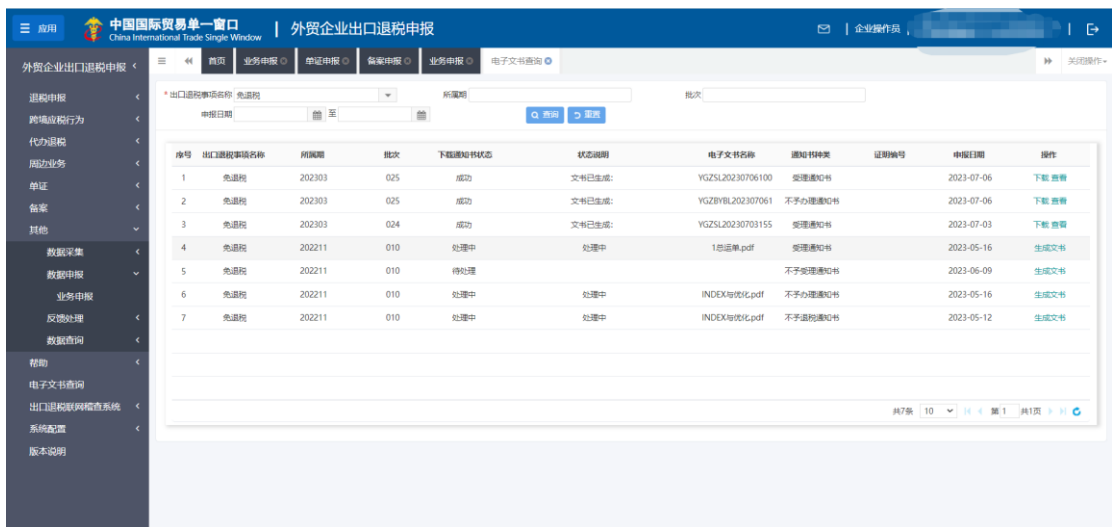 应用
中国国际贸易单一窗口
China International Trade Single Window
外贸企业出口退税申报
企业操作员
外贸企业出口退税申报
首页 业务申报 单证申报 备案申报 业务申报 电子文书查询 关闭操作
退税申报
跨境应税行为
代办退税
周边业务
单证
备案
其他
数据采集
数据申报
业务申报
反馈处理
数据查询
帮助
电子文书查询
出口退税联网稽查系统
系统配置
版本说明
*出口退税事项名称 免退税 所属期 批次
申报日期 至 查询 重置
序号 出口退税事项名称 所属期 批次 下载通知书状态 状态说明 电子文书名称 通知书种类 证明编号 申报日期 操作
1 免退税 202303 025 成功 文书已生成: YGZSL20230706100 受理通知书 2023-07-06 下载 查看
2 免退税 202303 025 成功 文书已生成: YGZBYBL202307061 不予办理通知书 2023-07-06 下载 查看
3 免退税 202303 024 成功 文书已生成: YGZSL20230703155 受理通知书 2023-07-03 下载 查看
4 免退税 202211 010 处理中 处理中 1总运单.pdf 受理通知书 2023-05-16 生成文书
5 免退税 202211 010 待处理 不予受理通知书 2023-06-09 生成文书
6 免退税 202211 010 处理中 处理中 INDEX与优化.pdf 不予办理通知书 2023-05-16 生成文书
7 免退税 202211 010 处理中 处理中 INDEX与优化.pdf 不予退税通知书 2023-05-12 生成文书
共7条 10 第 1 共1页